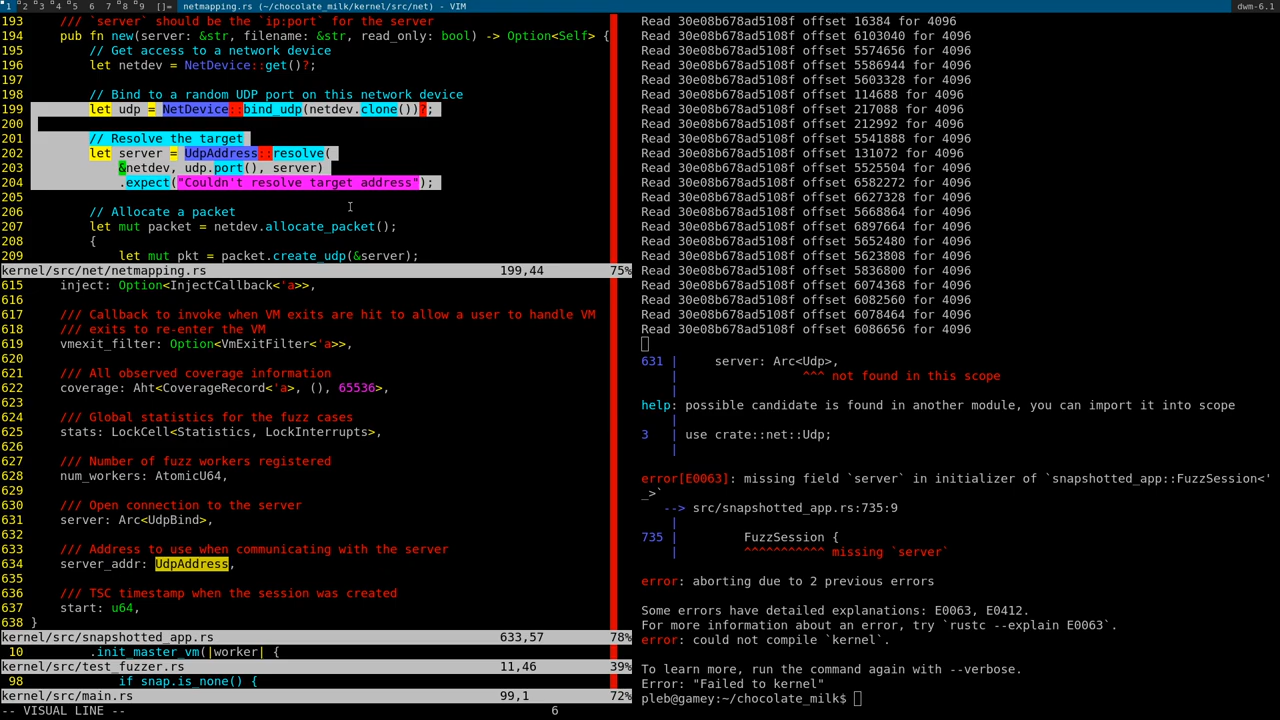 1 2 3 4 5 6 7 8 9 []= netmapping.rs (~/chocolate_milk/kernel/src/net) - VIM dwm-6.1
193     /// `server` should be the `ip:port` for the server
194     pub fn new(server: &str, filename: &str, read_only: bool) -> Option<Self> {
195         // Get access to a network device
196         let netdev = NetDevice::get()?;
197
198         // Bind to a random UDP port on this network device
199         let udp = NetDevice::bind_udp(netdev.clone())?;
200
201         // Resolve the target
202         let server = UdpAddress::resolve(
203             &netdev, udp.port(), server)
204             .expect("Couldn't resolve target address");
205
206         // Allocate a packet
207         let mut packet = netdev.allocate_packet();
208         {
209             let mut pkt = packet.create_udp(&server);
kernel/src/net/netmapping.rs 199,44 75%
615     inject: Option<InjectCallback<'a>>,
616
617     /// Callback to invoke when VM exits are hit to allow a user to handle VM
618     /// exits to re-enter the VM
619     vmexit_filter: Option<VmExitFilter<'a>>,
620
621     /// All observed coverage information
622     coverage: Aht<CoverageRecord<'a>, (), 65536>,
623
624     /// Global statistics for the fuzz cases
625     stats: LockCell<Statistics, LockInterrupts>,
626
627     /// Number of fuzz workers registered
628     num_workers: AtomicU64,
629
630     /// Open connection to the server
631     server: Arc<UdpBind>,
632
633     /// Address to use when communicating with the server
634     server_addr: UdpAddress,
635
636     /// TSC timestamp when the session was created
637     start: u64,
638 }
kernel/src/snapshotted_app.rs 633,57 78%
10         .init_master_vm(|worker| {
kernel/src/test_fuzzer.rs 11,46 39%
98             if snap.is_none() {
kernel/src/main.rs 99,1 72%
-- VISUAL LINE -- 6
Read 30e08b678ad5108f offset 16384 for 4096
Read 30e08b678ad5108f offset 6103040 for 4096
Read 30e08b678ad5108f offset 5574656 for 4096
Read 30e08b678ad5108f offset 5586944 for 4096
Read 30e08b678ad5108f offset 5603328 for 4096
Read 30e08b678ad5108f offset 114688 for 4096
Read 30e08b678ad5108f offset 217088 for 4096
Read 30e08b678ad5108f offset 212992 for 4096
Read 30e08b678ad5108f offset 5541888 for 4096
Read 30e08b678ad5108f offset 131072 for 4096
Read 30e08b678ad5108f offset 5525504 for 4096
Read 30e08b678ad5108f offset 6582272 for 4096
Read 30e08b678ad5108f offset 6627328 for 4096
Read 30e08b678ad5108f offset 5668864 for 4096
Read 30e08b678ad5108f offset 6897664 for 4096
Read 30e08b678ad5108f offset 5652480 for 4096
Read 30e08b678ad5108f offset 5623808 for 4096
Read 30e08b678ad5108f offset 5836800 for 4096
Read 30e08b678ad5108f offset 6074368 for 4096
Read 30e08b678ad5108f offset 6082560 for 4096
Read 30e08b678ad5108f offset 6078464 for 4096
Read 30e08b678ad5108f offset 6086656 for 4096
631 |     server: Arc<Udp>,
    |                 ^^^ not found in this scope
    |
help: possible candidate is found in another module, you can import it into scope
    |
3   | use crate::net::Udp;
    |
error[E0063]: missing field `server` in initializer of `snapshotted_app::FuzzSession<'
_>`
   --> src/snapshotted_app.rs:735:9
    |
735 |         FuzzSession {
    |         ^^^^^^^^^^^ missing `server`
error: aborting due to 2 previous errors
Some errors have detailed explanations: E0063, E0412.
For more information about an error, try `rustc --explain E0063`.
error: could not compile `kernel`.
To learn more, run the command again with --verbose.
Error: "Failed to kernel"
pleb@gamey:~/chocolate_milk$